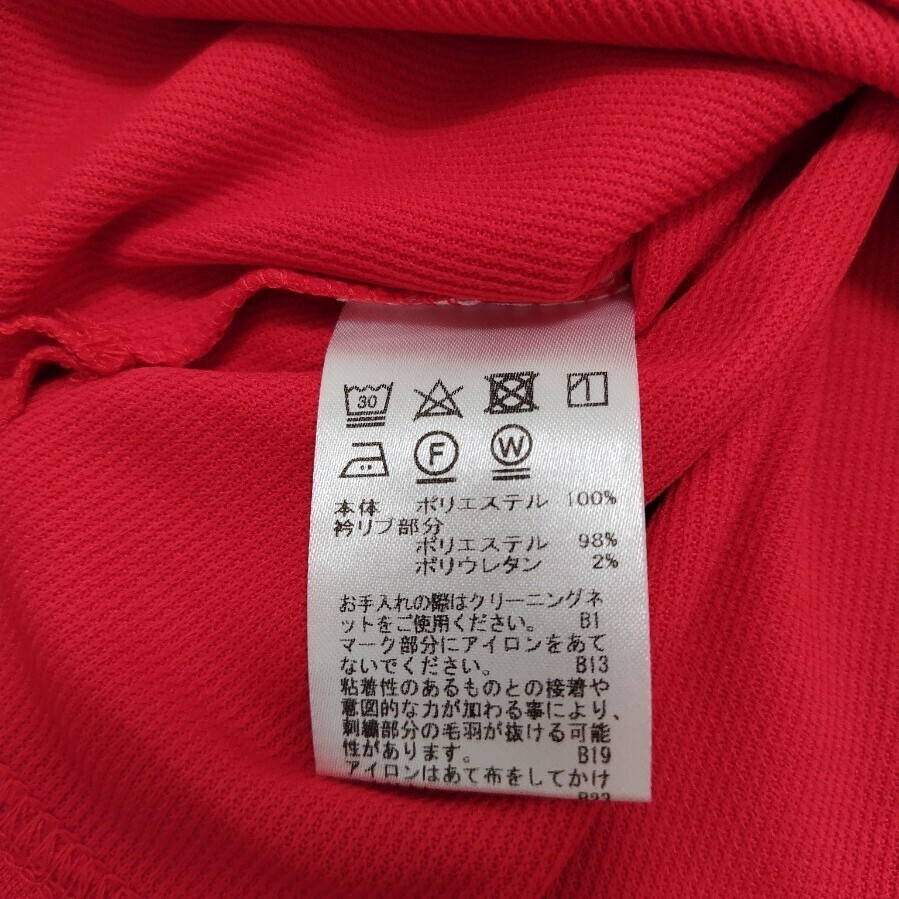 30
F W
本体 ポリエステル 100%
衿リブ部分
ポリエステル 98%
ポリウレタン 2%
お手入れの際はクリーニングネ
ットをご使用ください。 B1
マーク部分にアイロンをあて
ないでください。 B13
粘着性のあるものとの接着や
意図的な力が加わる事により、
刺繍部分の毛羽が抜ける可能
性があります。 B19
アイロンはあて布をしてかけ